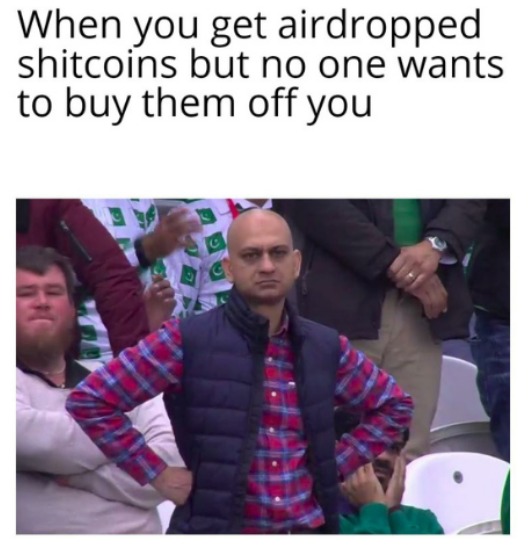 When you get airdropped
shitcoins but no one wants
to buy them off you